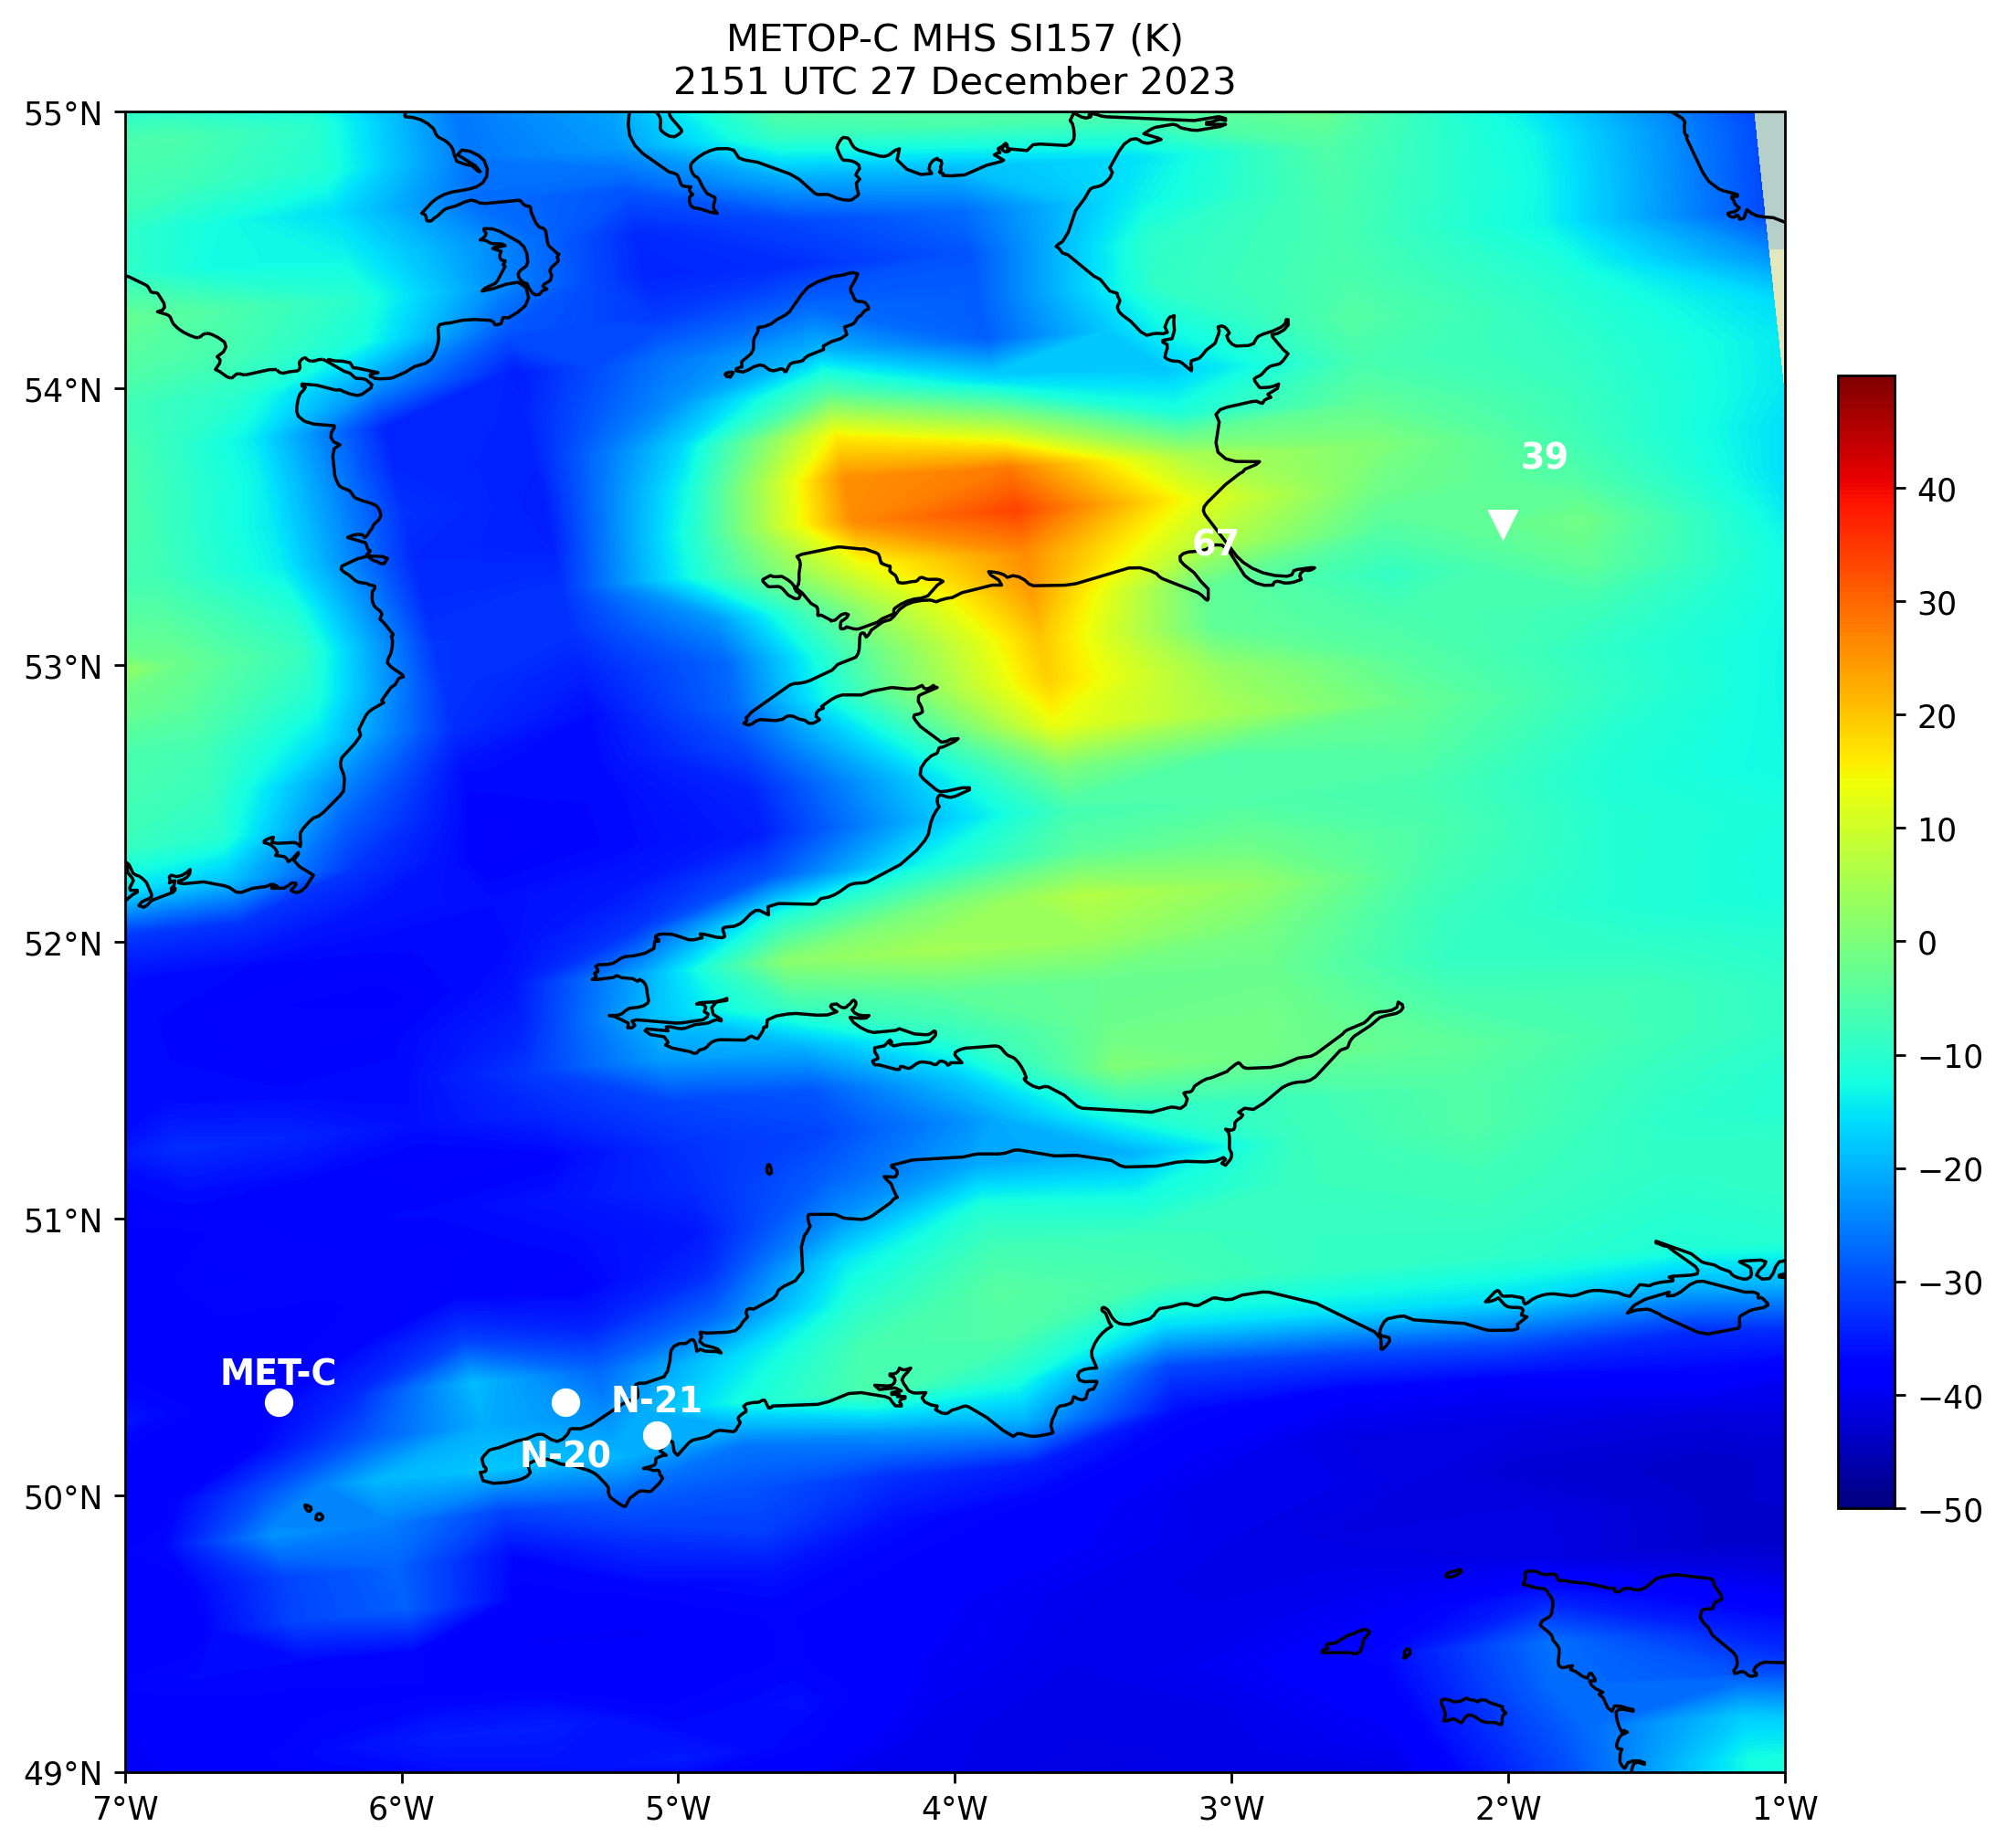 METOP-C MHS SI157 (K)
2151 UTC 27 December 2023
55°N
54°N
53°N
52°N
51°N
50°N
49°N
39
67
MET-C
N-21
N-20
7°W
6°W
5°W
4°W
3°W
2°W
1°W
40
30
20
10
0
−10
−20
−30
−40
−50